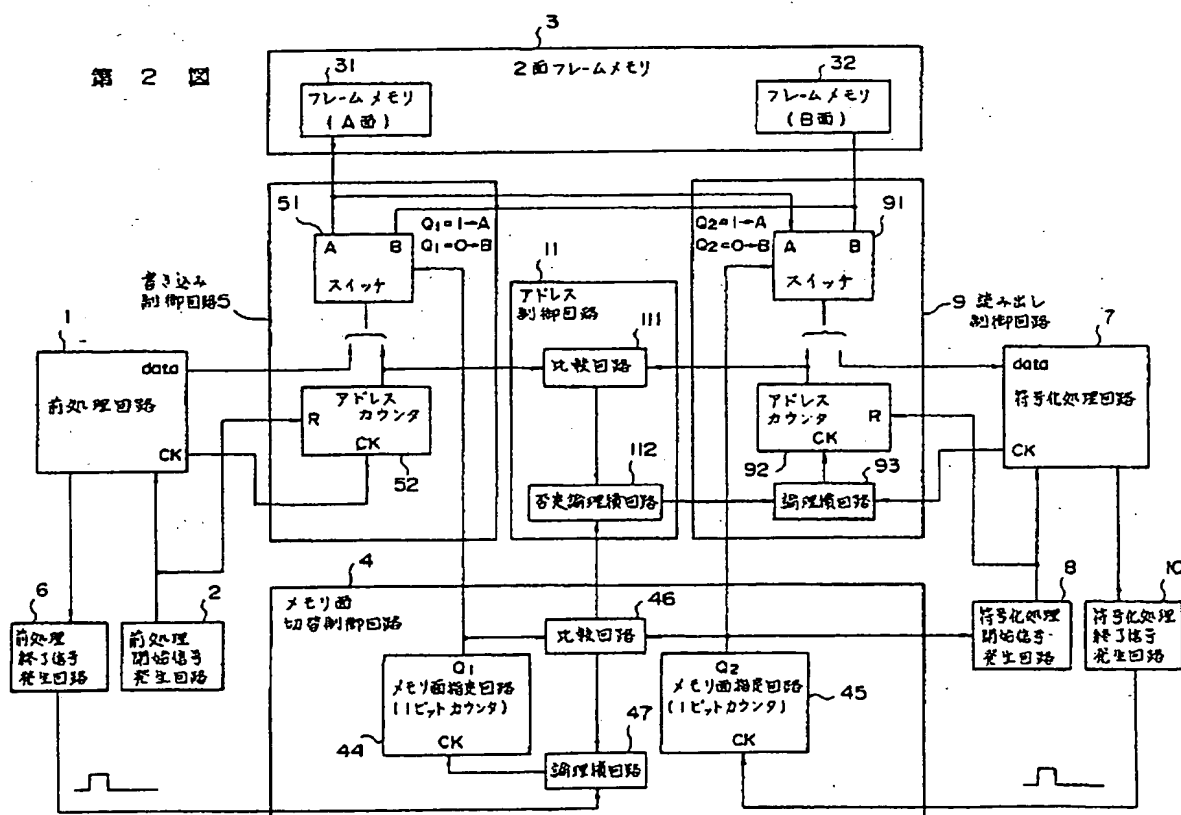 第2図
3
2面フレームメモリ
31
フレームメモリ
(A面)
32
フレームメモリ
(B面)
51
A B
スイッチ
Q1=1→A
Q1=0→B
Q2=1→A
Q2=0→B
91
A B
スイッチ
書き込み
制御回路5
11
アドレス
制御回路
111
比較回路
9 読み出し
制御回路
1
data
前処理回路
CK
アドレス
カウンタ
R
CK
52
アドレス
カウンタ
R
CK
92
93
論理積回路
7
data
符号化処理回路
CK
112
否定論理積回路
6
前処理
終了信号
発生回路
2
前処理
開始信号
発生回路
4
メモリ面
切替制御回路
46
比較回路
8
符号化処理
開始信号
発生回路
10
符号化処理
終了信号
発生回路
Q1
メモリ面指定回路
(1ビットカウンタ)
CK
44
47
論理積回路
Q2
メモリ面指定回路
(1ビットカウンタ)
CK
45